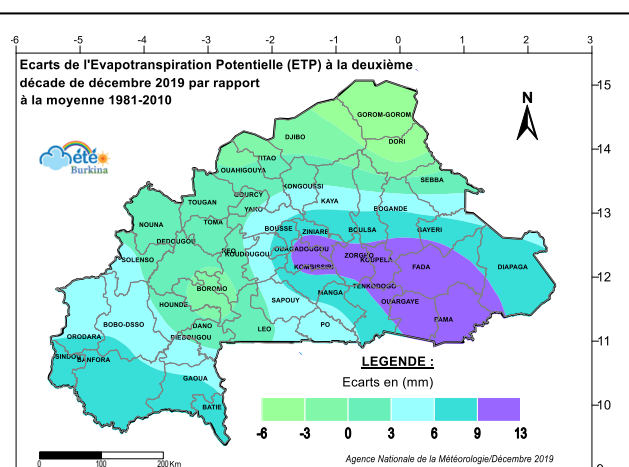 -6 -5 -4 -3 -2 -1 0 1 2 3
Ecarts de l'Evapotranspiration Potentielle (ETP) à la deuxième
décade de décembre 2019 par rapport
à la moyenne 1981-2010
15
N
GOROM-GOROM
DJIBO
DORI
14
météo
Burkina
TITAO
OUAHIGOUYA
SEBBA
KONGOUSSI
GOURCY
KAYA
TOUGAN
YAKO
BOGANDE
13
NOUNA
TOMA
BOUSSE
ZINIARE
BOULSA
GAYERI
DEDOUGOU
REO
KOUDOUGOU
OUAGADOUGOU
ZORGHO
KOUPELA
SOLENSO
KOMBISSIRI
FADA
DIAPAGA
12
BOROMO
TENKODOGO
MANGA
HOUNDE
SAPOUY
OUARGAYE
BOBO-DSSO
DANO
LEO
PO
PAMA
ORODARA
DIEBOUGOU
11
SINDOU
BANFORA
LEGENDE :
GAOUA
Ecarts en (mm)
BATIE
10
-6 -3 0 3 6 9 13
0 100 200 Km
Agence Nationale de la Météorologie/Décembre 2019
9